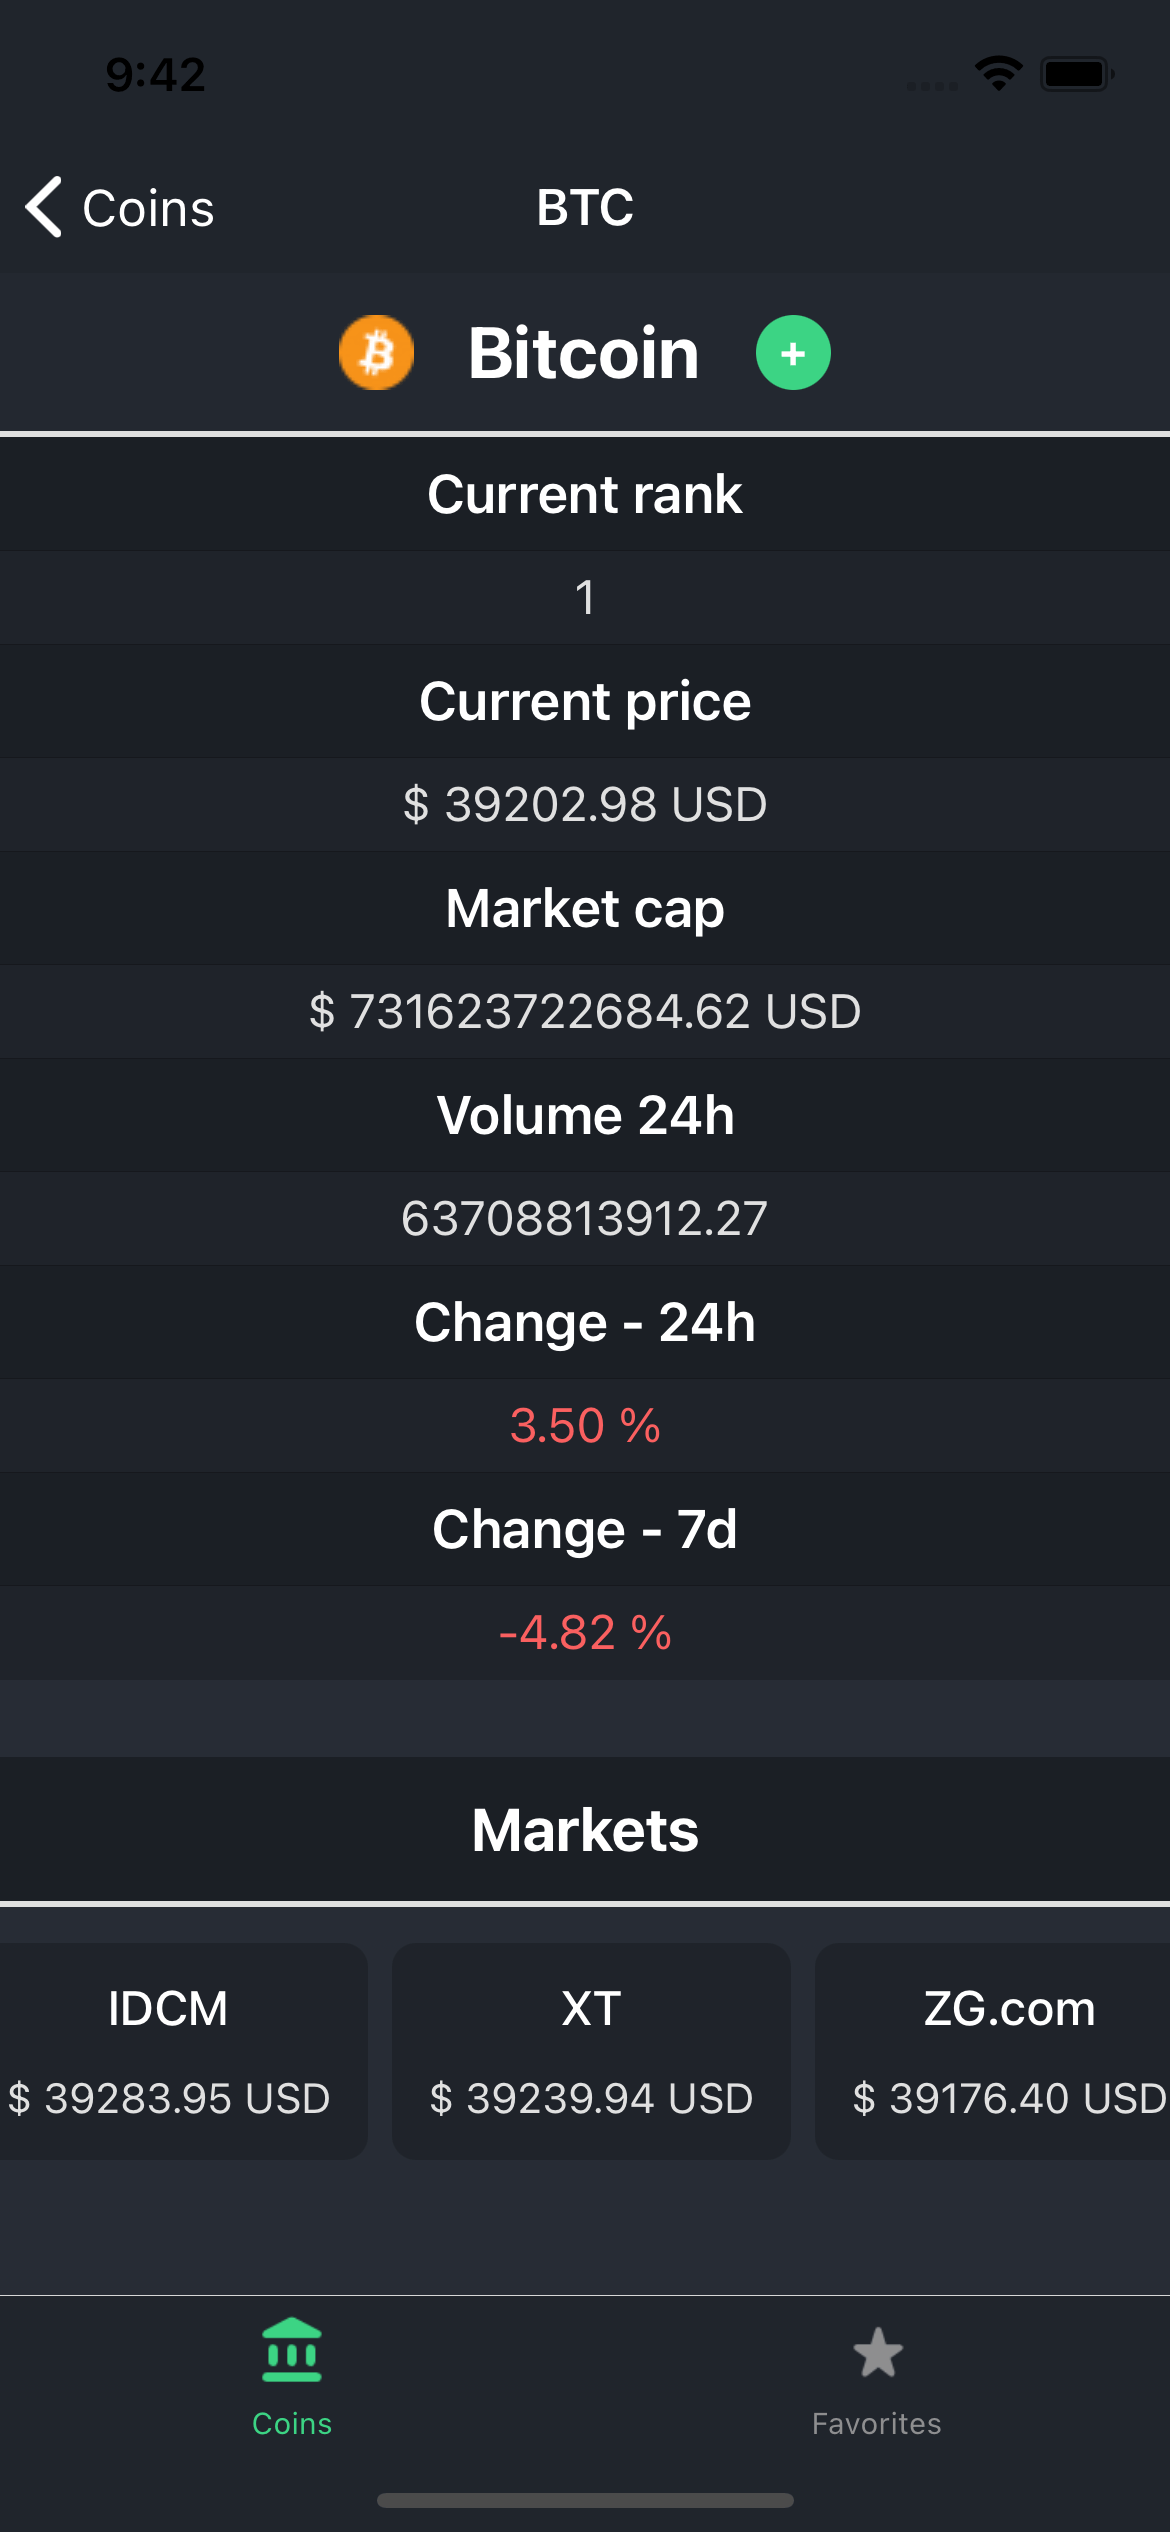 9:42
Coins
BTC
Bitcoin +
Current rank
1
Current price
$ 39202.98 USD
Market cap
$ 731623722684.62 USD
Volume 24h
63708813912.27
Change - 24h
3.50 %
Change - 7d
-4.82 %
Markets
IDCM
$ 39283.95 USD
XT
$ 39239.94 USD
ZG.com
$ 39176.40 USD
Coins
Favorites